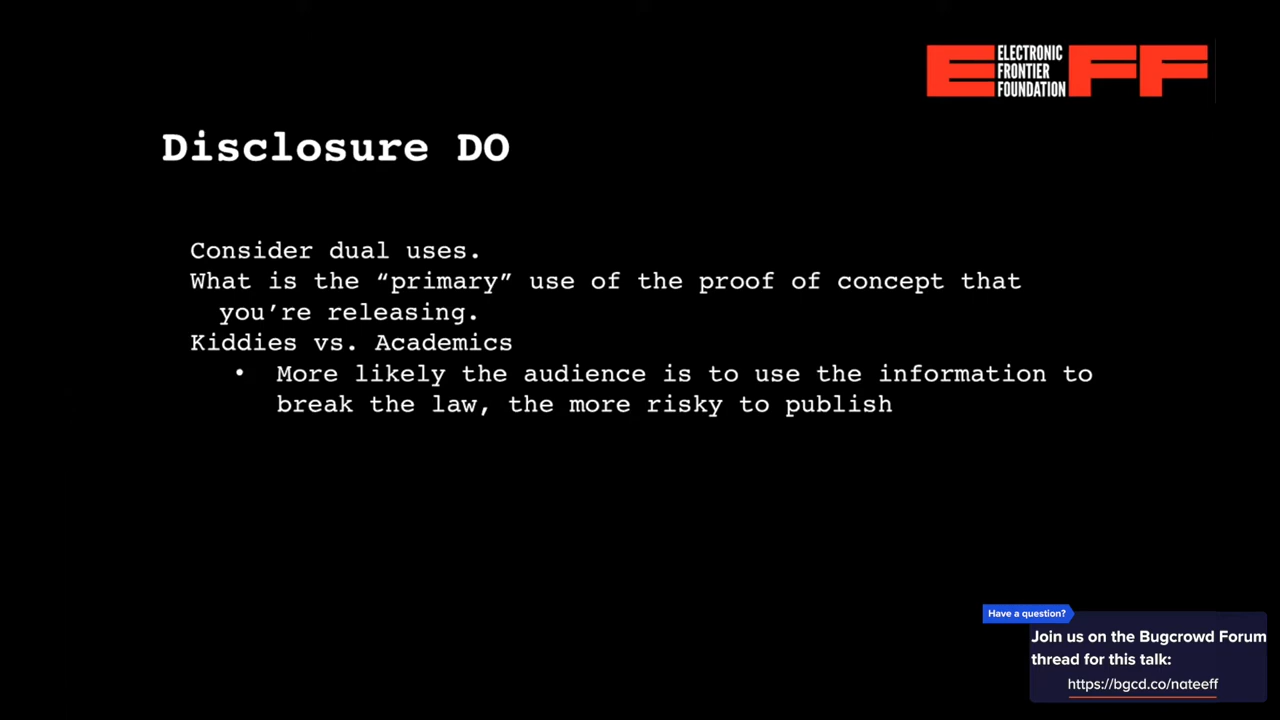 EFF
ELECTRONIC
FRONTIER
FOUNDATION
Disclosure DO
Consider dual uses.
What is the “primary” use of the proof of concept that
you’re releasing.
Kiddies vs. Academics
• More likely the audience is to use the information to
break the law, the more risky to publish
Have a question?
Join us on the Bugcrowd Forum
thread for this talk:
https://bgcd.co/nateeff